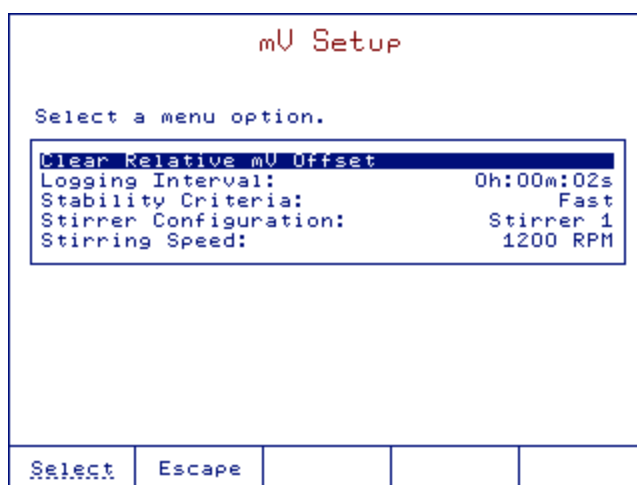 mV Setup
Select a menu option.
Clear Relative mV Offset
Logging Interval: 0h:00m:02s
Stability Criteria: Fast
Stirrer Configuration: Stirrer 1
Stirring Speed: 1200 RPM
Select Escape